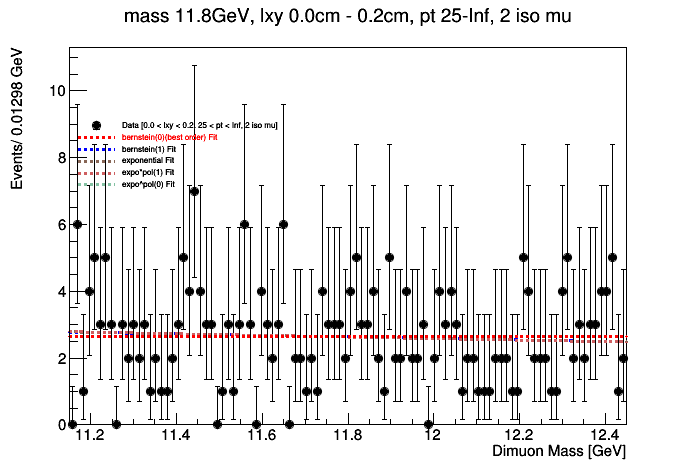 mass 11.8GeV, lxy 0.0cm - 0.2cm, pt 25-Inf, 2 iso mu
Events/ 0.01298 GeV
10
8
6
4
2
0
Data [0.0 < lxy < 0.2, 25 < pt < Inf, 2 iso mu]
bernstein(0)(best order) Fit
bernstein(1) Fit
exponential Fit
expo*pol(1) Fit
expo^pol(0) Fit
11.2 11.4 11.6 11.8 12 12.2 12.4
Dimuon Mass [GeV]